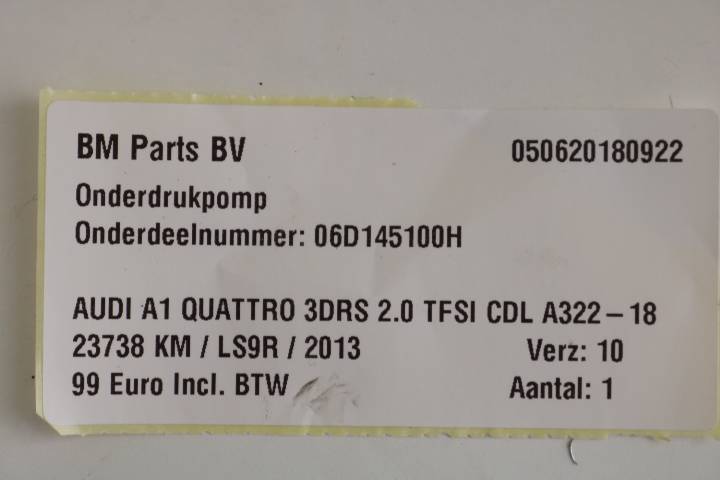 BM Parts BV 050620180922
Onderdrukpomp
Onderdeelnummer: 06D145100H
AUDI A1 QUATTRO 3DRS 2.0 TFSI CDL A322-18
23738 KM / LS9R / 2013 Verz: 10
99 Euro Incl. BTW Aantal: 1